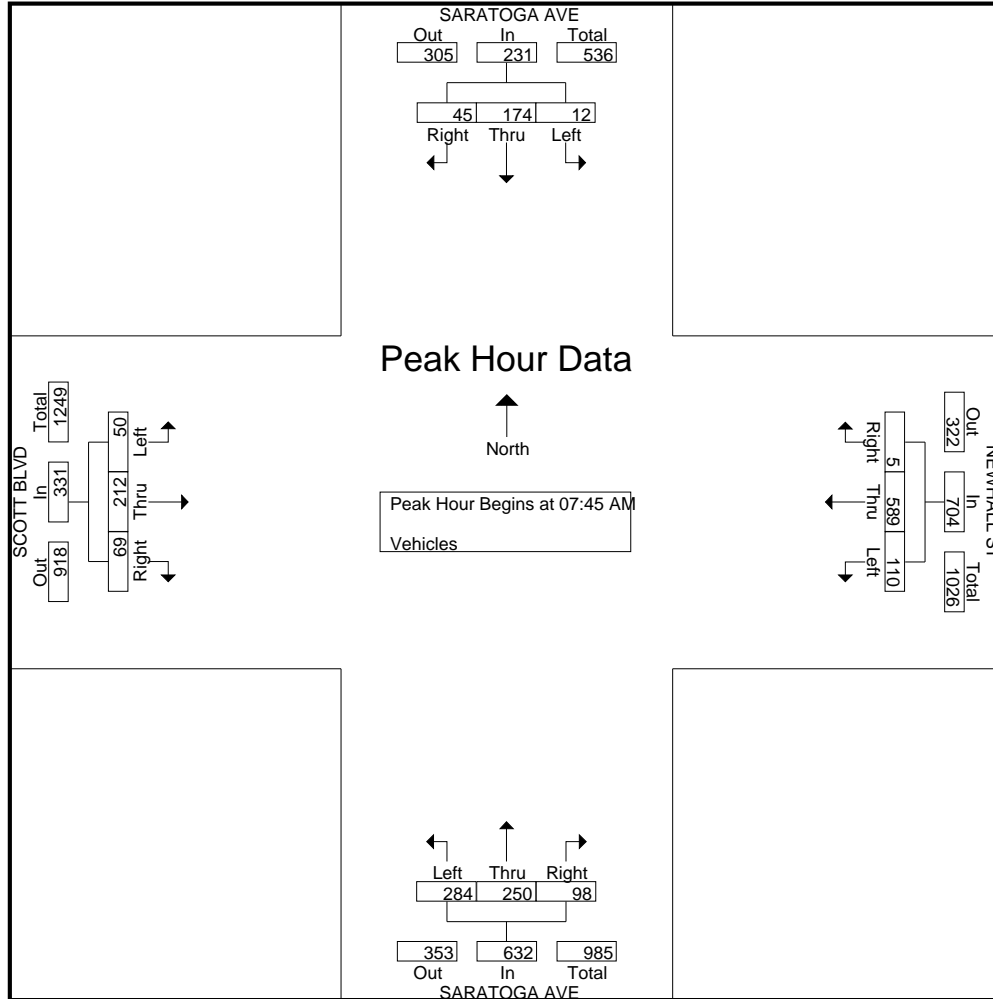 SARATOGA AVE
Out In Total
305 231 536
45 174 12
Right Thru Left
Peak Hour Data
North
Peak Hour Begins at 07:45 AM
Vehicles
SCOTT BLVD
Out In Total
918 331 1249
50 212 69
Left Thru Right
NEWHALL ST
Out In Total
322 704 1026
5 589 110
Right Thru Left
Left Thru Right
284 250 98
353 632 985
Out In Total
SARATOGA AVE